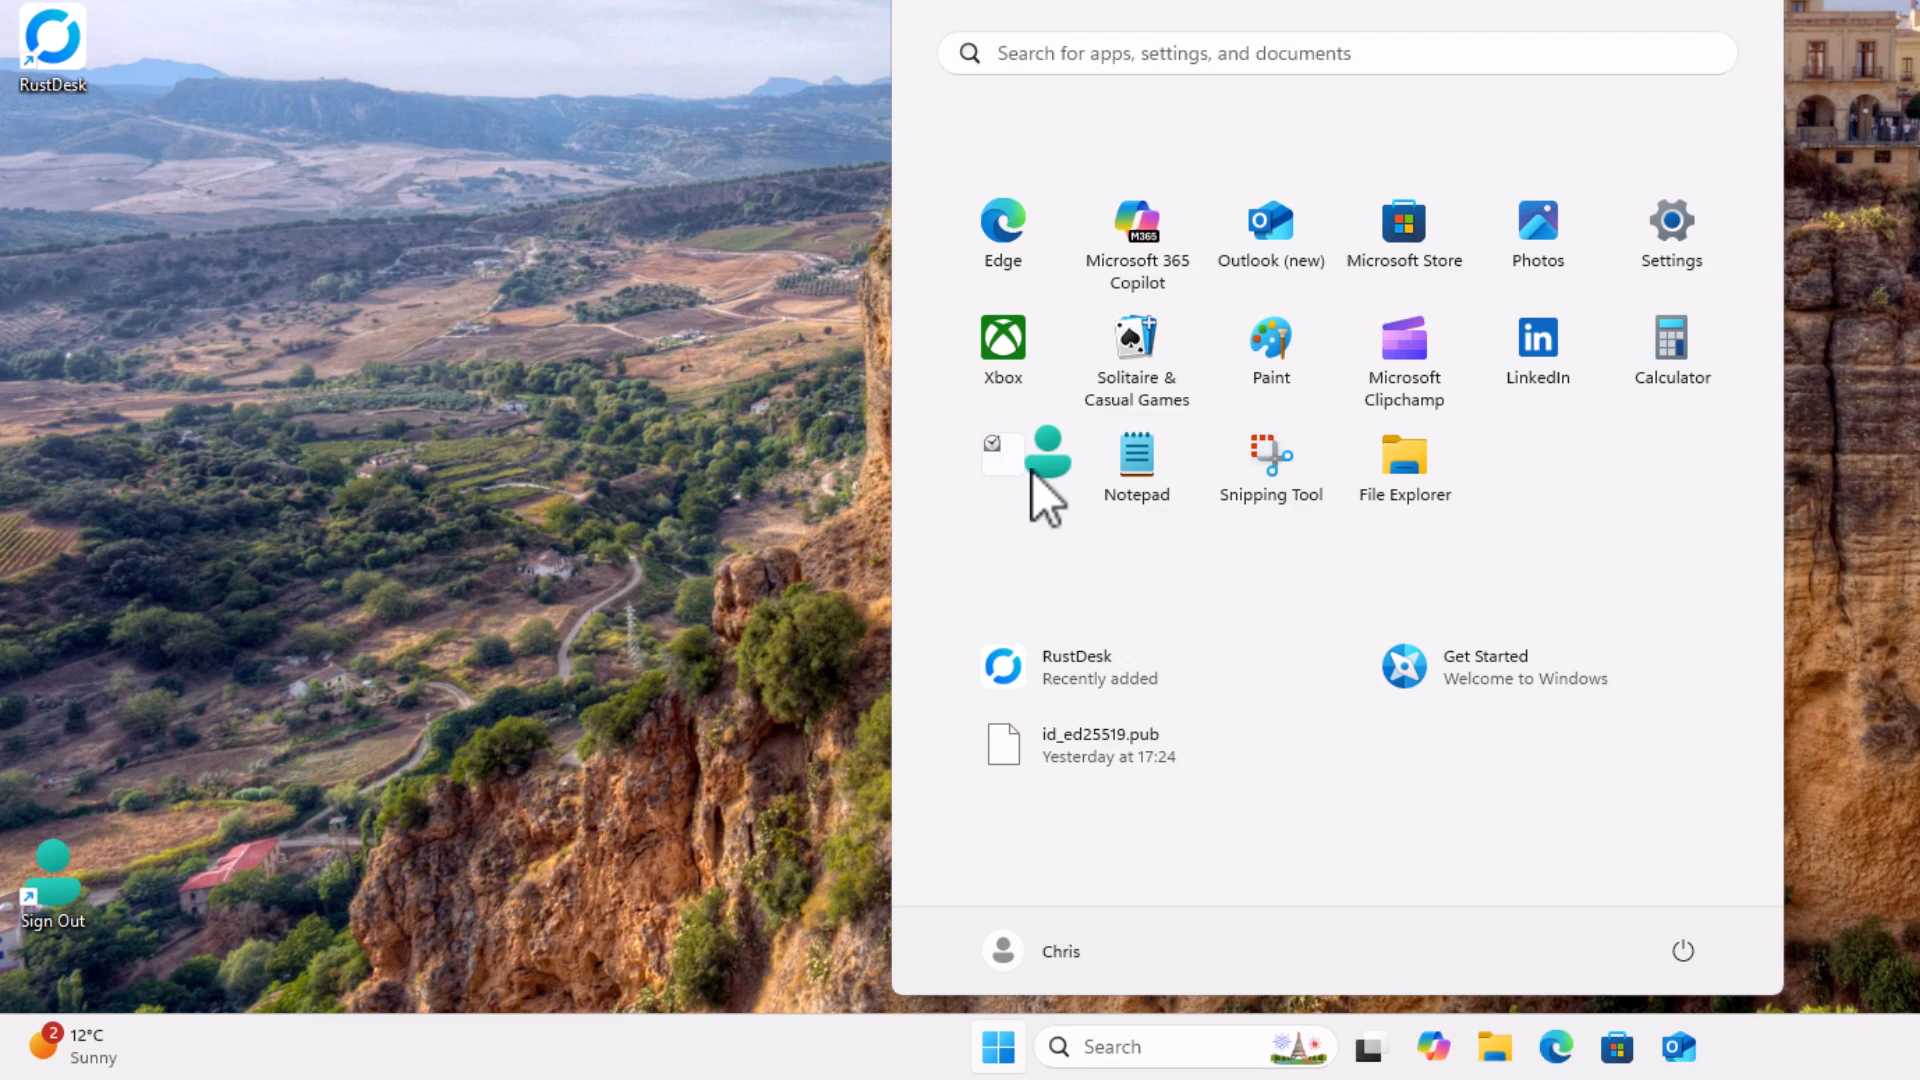 RustDesk
Search for apps, settings, and documents
Edge
Microsoft 365
Copilot
M365
Outlook (new)
Microsoft Store
Photos
Settings
Xbox
Solitaire &
Casual Games
Paint
Microsoft
Clipchamp
LinkedIn
in
Calculator
Notepad
Snipping Tool
File Explorer
RustDesk
Recently added
Get Started
Welcome to Windows
id_ed25519.pub
Yesterday at 17:24
Sign Out
Chris
2
12°C
Sunny
Search